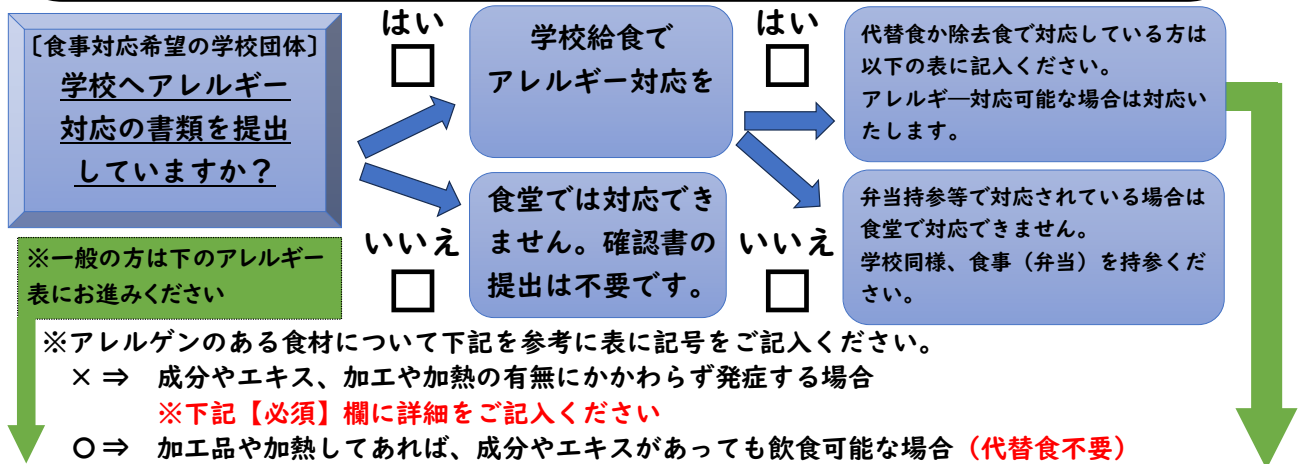 〔食事対応希望の学校団体〕
学校へアレルギー
対応の書類を提出
していますか？
はい
□
学校給食で
アレルギー対応を
はい
□
代替食か除去食で対応している方は
以下の表に記入ください。
アレルギ―対応可能な場合は対応い
たします。
いいえ
□
食堂では対応でき
ません。確認書の
提出は不要です。
いいえ
□
弁当持参等で対応されている場合は
食堂で対応できません。
学校同様、食事（弁当）を持参くだ
さい。
※一般の方は下のアレルギー
表にお進みください
※アレルゲンのある食材について下記を参考に表に記号をご記入ください。
× ⇒ 成分やエキス、加工や加熱の有無にかかわらず発症する場合
※下記【必須】欄に詳細をご記入ください
○ ⇒ 加工品や加熱してあれば、成分やエキスがあっても飲食可能な場合（代替食不要）